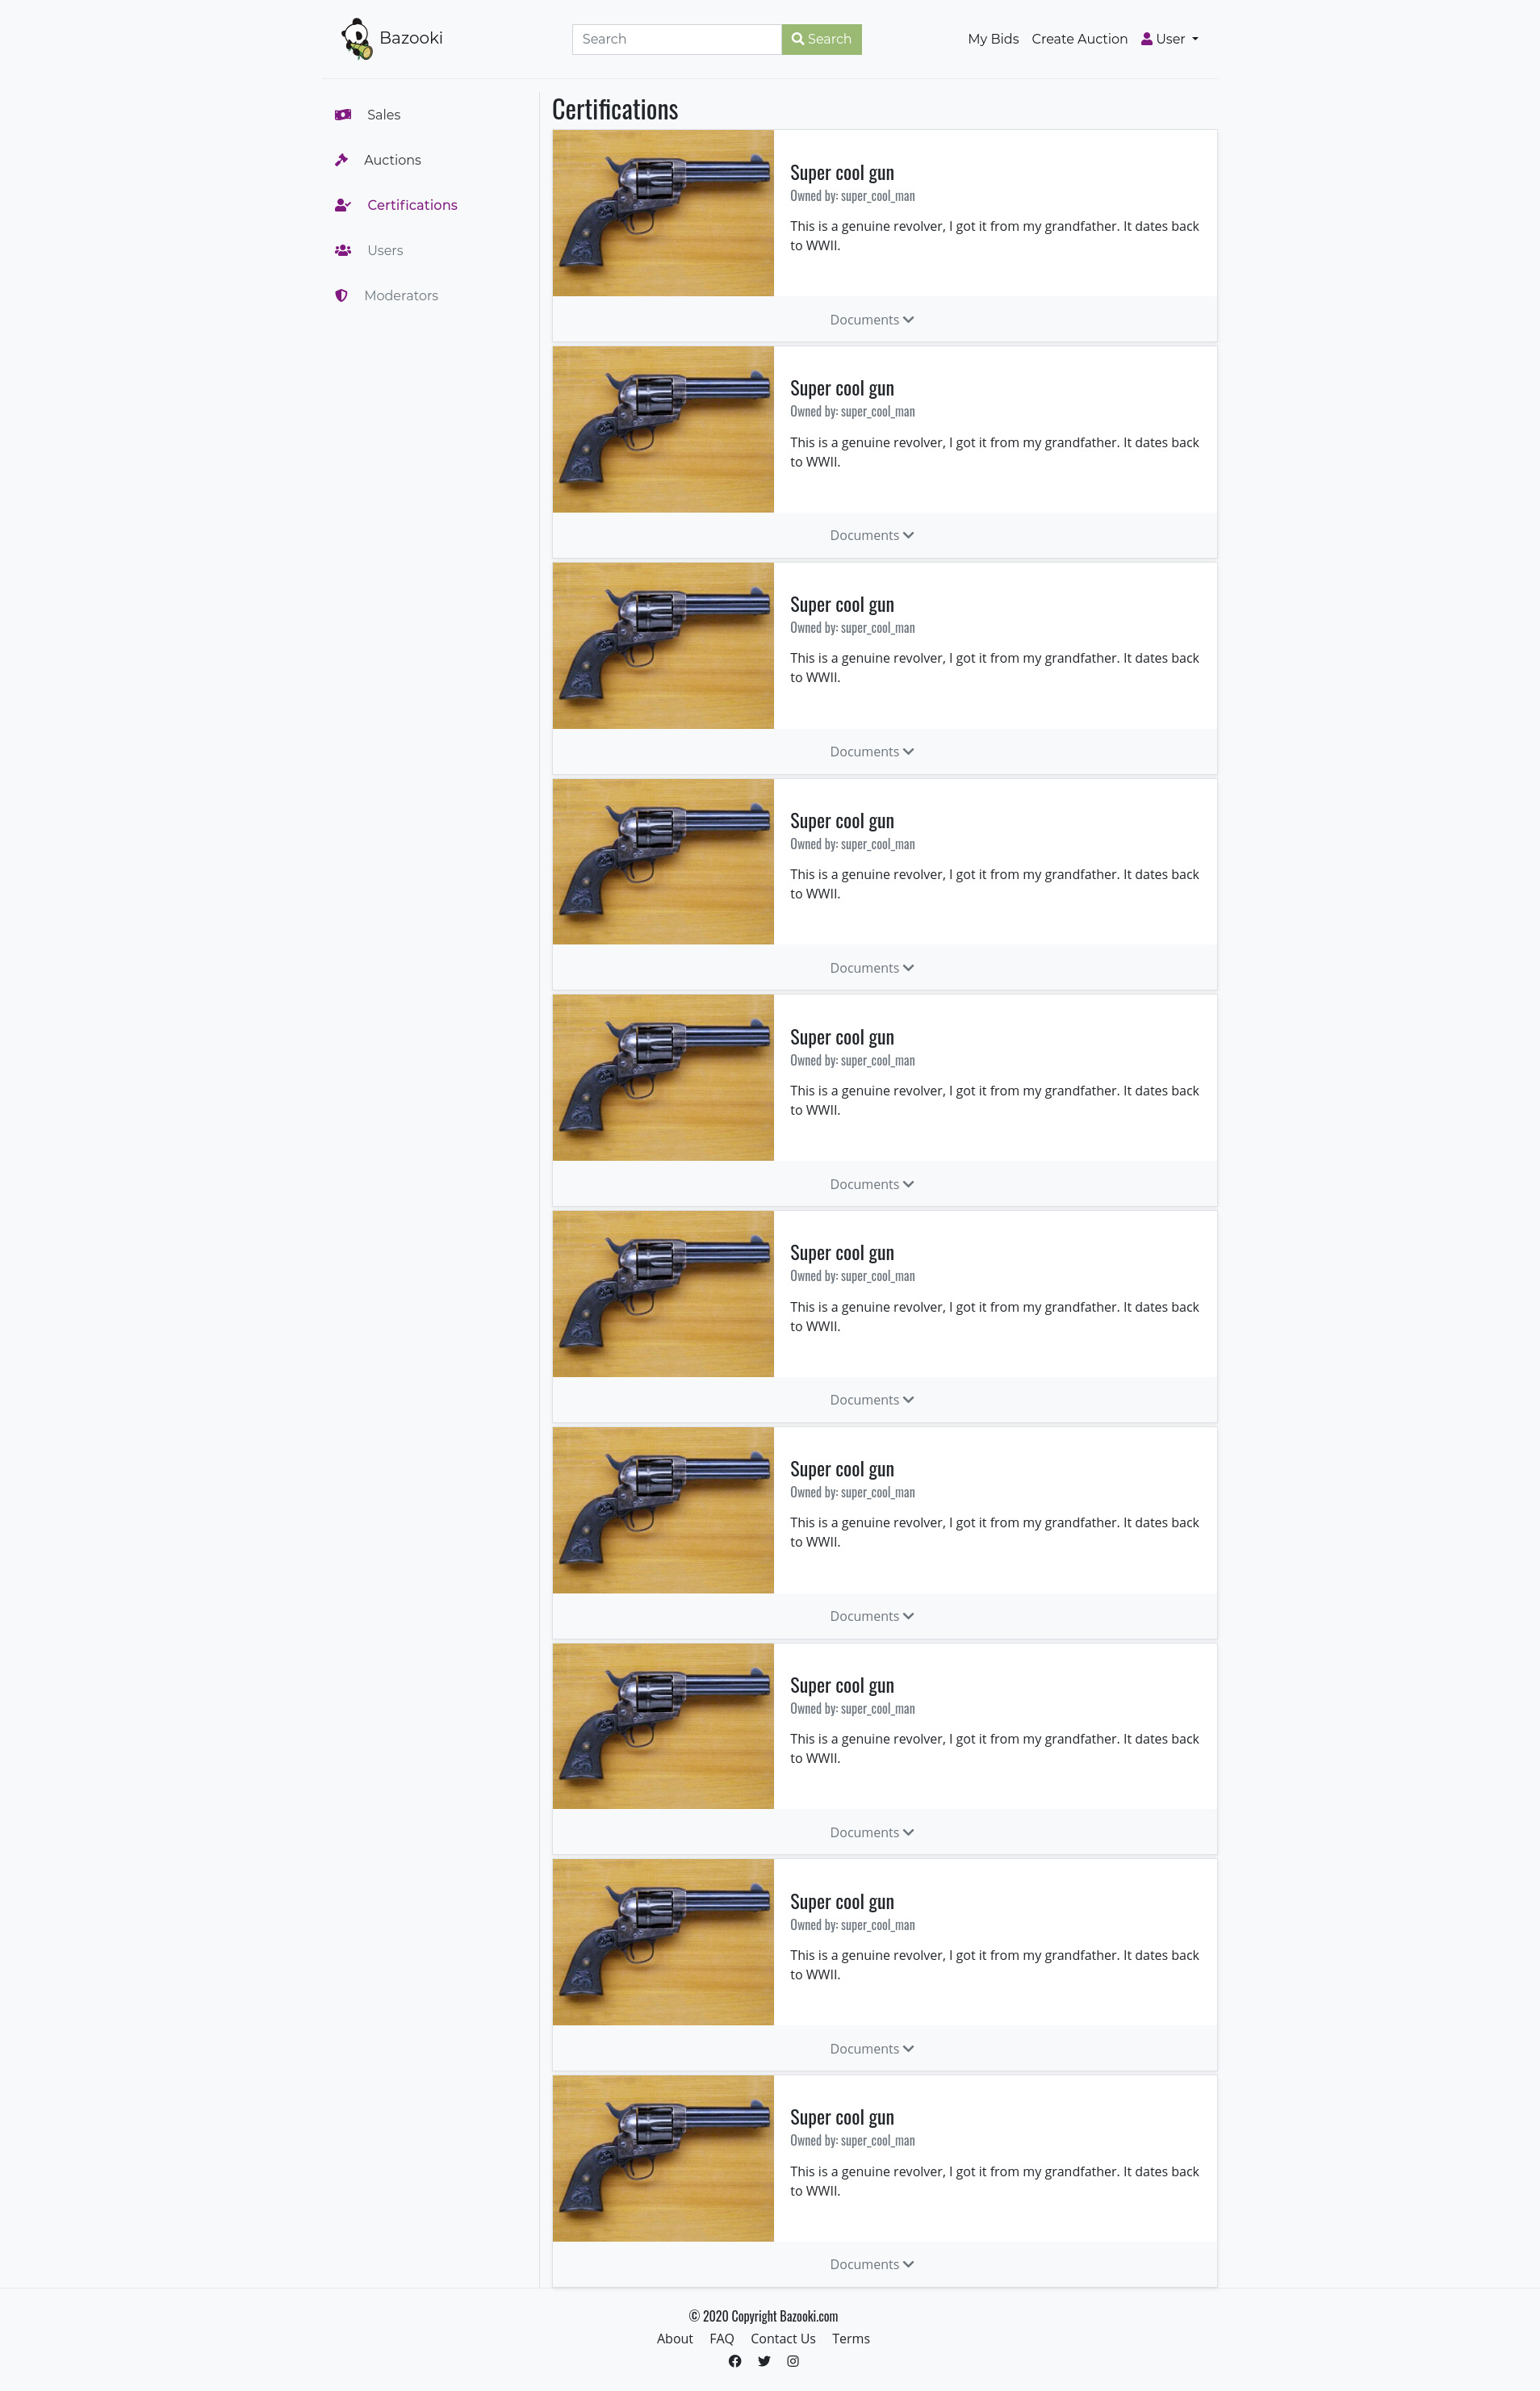 Bazooki
Search
Search
My Bids
Create Auction
User
Sales
Auctions
Certifications
Users
Moderators
Certifications
Super cool gun
Owned by: super_cool_man
This is a genuine revolver, I got it from my grandfather. It dates back
to WWII.
Documents
Super cool gun
Owned by: super_cool_man
This is a genuine revolver, I got it from my grandfather. It dates back
to WWII.
Documents
Super cool gun
Owned by: super_cool_man
This is a genuine revolver, I got it from my grandfather. It dates back
to WWII.
Documents
Super cool gun
Owned by: super_cool_man
This is a genuine revolver, I got it from my grandfather. It dates back
to WWII.
Documents
Super cool gun
Owned by: super_cool_man
This is a genuine revolver, I got it from my grandfather. It dates back
to WWII.
Documents
Super cool gun
Owned by: super_cool_man
This is a genuine revolver, I got it from my grandfather. It dates back
to WWII.
Documents
Super cool gun
Owned by: super_cool_man
This is a genuine revolver, I got it from my grandfather. It dates back
to WWII.
Documents
Super cool gun
Owned by: super_cool_man
This is a genuine revolver, I got it from my grandfather. It dates back
to WWII.
Documents
Super cool gun
Owned by: super_cool_man
This is a genuine revolver, I got it from my grandfather. It dates back
to WWII.
Documents
Super cool gun
Owned by: super_cool_man
This is a genuine revolver, I got it from my grandfather. It dates back
to WWII.
Documents
© 2020 Copyright Bazooki.com
About FAQ Contact Us Terms